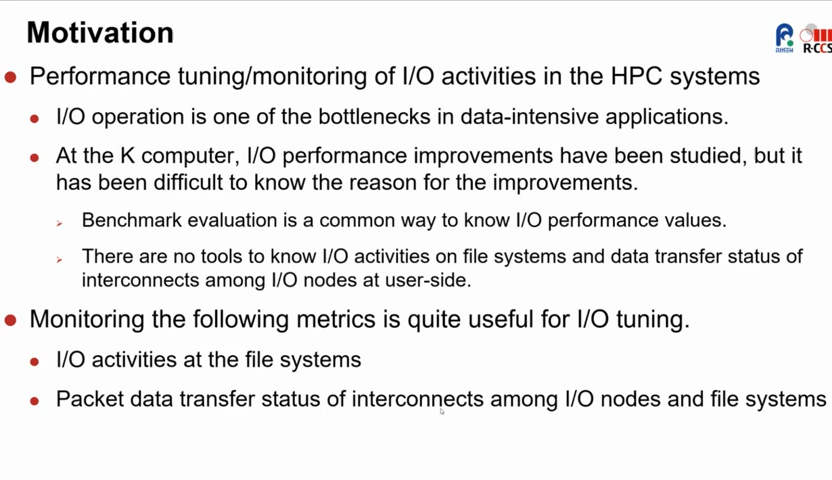 Motivation
RIKEN
R-CCS
Performance tuning/monitoring of I/O activities in the HPC systems
I/O operation is one of the bottlenecks in data-intensive applications.
At the K computer, I/O performance improvements have been studied, but it
has been difficult to know the reason for the improvements.
Benchmark evaluation is a common way to know I/O performance values.
There are no tools to know I/O activities on file systems and data transfer status of
interconnects among I/O nodes at user-side.
Monitoring the following metrics is quite useful for I/O tuning.
I/O activities at the file systems
Packet data transfer status of interconnects among I/O nodes and file systems